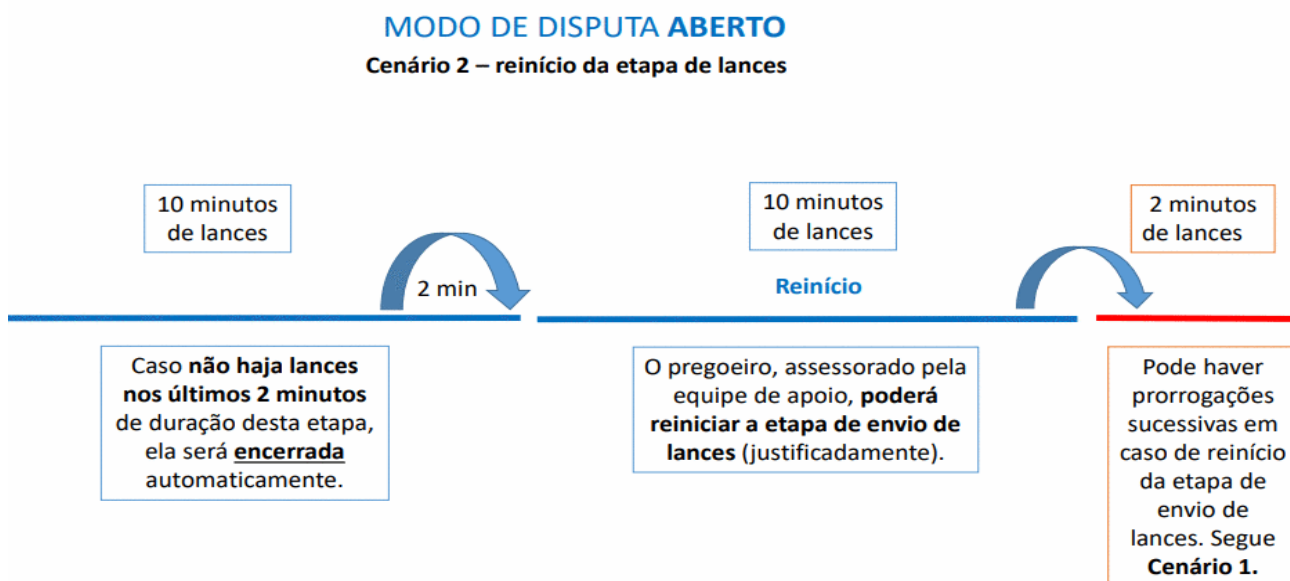 MODO DE DISPUTA ABERTO
Cenário 2 – reinício da etapa de lances
10 minutos
de lances
2 min
10 minutos
de lances
Reinício
2 minutos
de lances
Caso não haja lances
nos últimos 2 minutos
de duração desta etapa,
ela será encerrada
automaticamente.
O pregoeiro, assessorado pela
equipe de apoio, poderá
reiniciar a etapa de envio de
lances (justificadamente).
Pode haver
prorrogações
sucessivas em
caso de reinício
da etapa de
envio de
lances. Segue
Cenário 1.